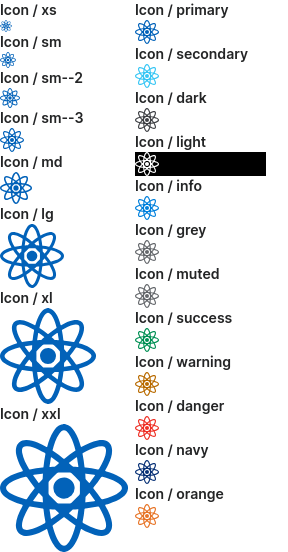 Icon / xs
Icon / sm
Icon / sm--2
Icon / sm--3
Icon / md
Icon / lg
Icon / xl
Icon / xxl
Icon / primary
Icon / secondary
Icon / dark
Icon / light
Icon / info
Icon / grey
Icon / muted
Icon / success
Icon / warning
Icon / danger
Icon / navy
Icon / orange